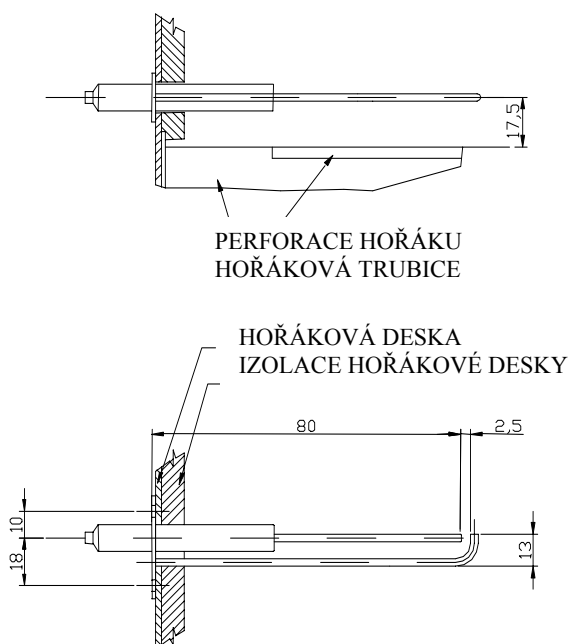 17,5
PERFORACE HOŘÁKU
HOŘÁKOVÁ TRUBICE
HOŘÁKOVÁ DESKA
IZOLACE HOŘÁKOVÉ DESKY
80
2,5
10
18
13